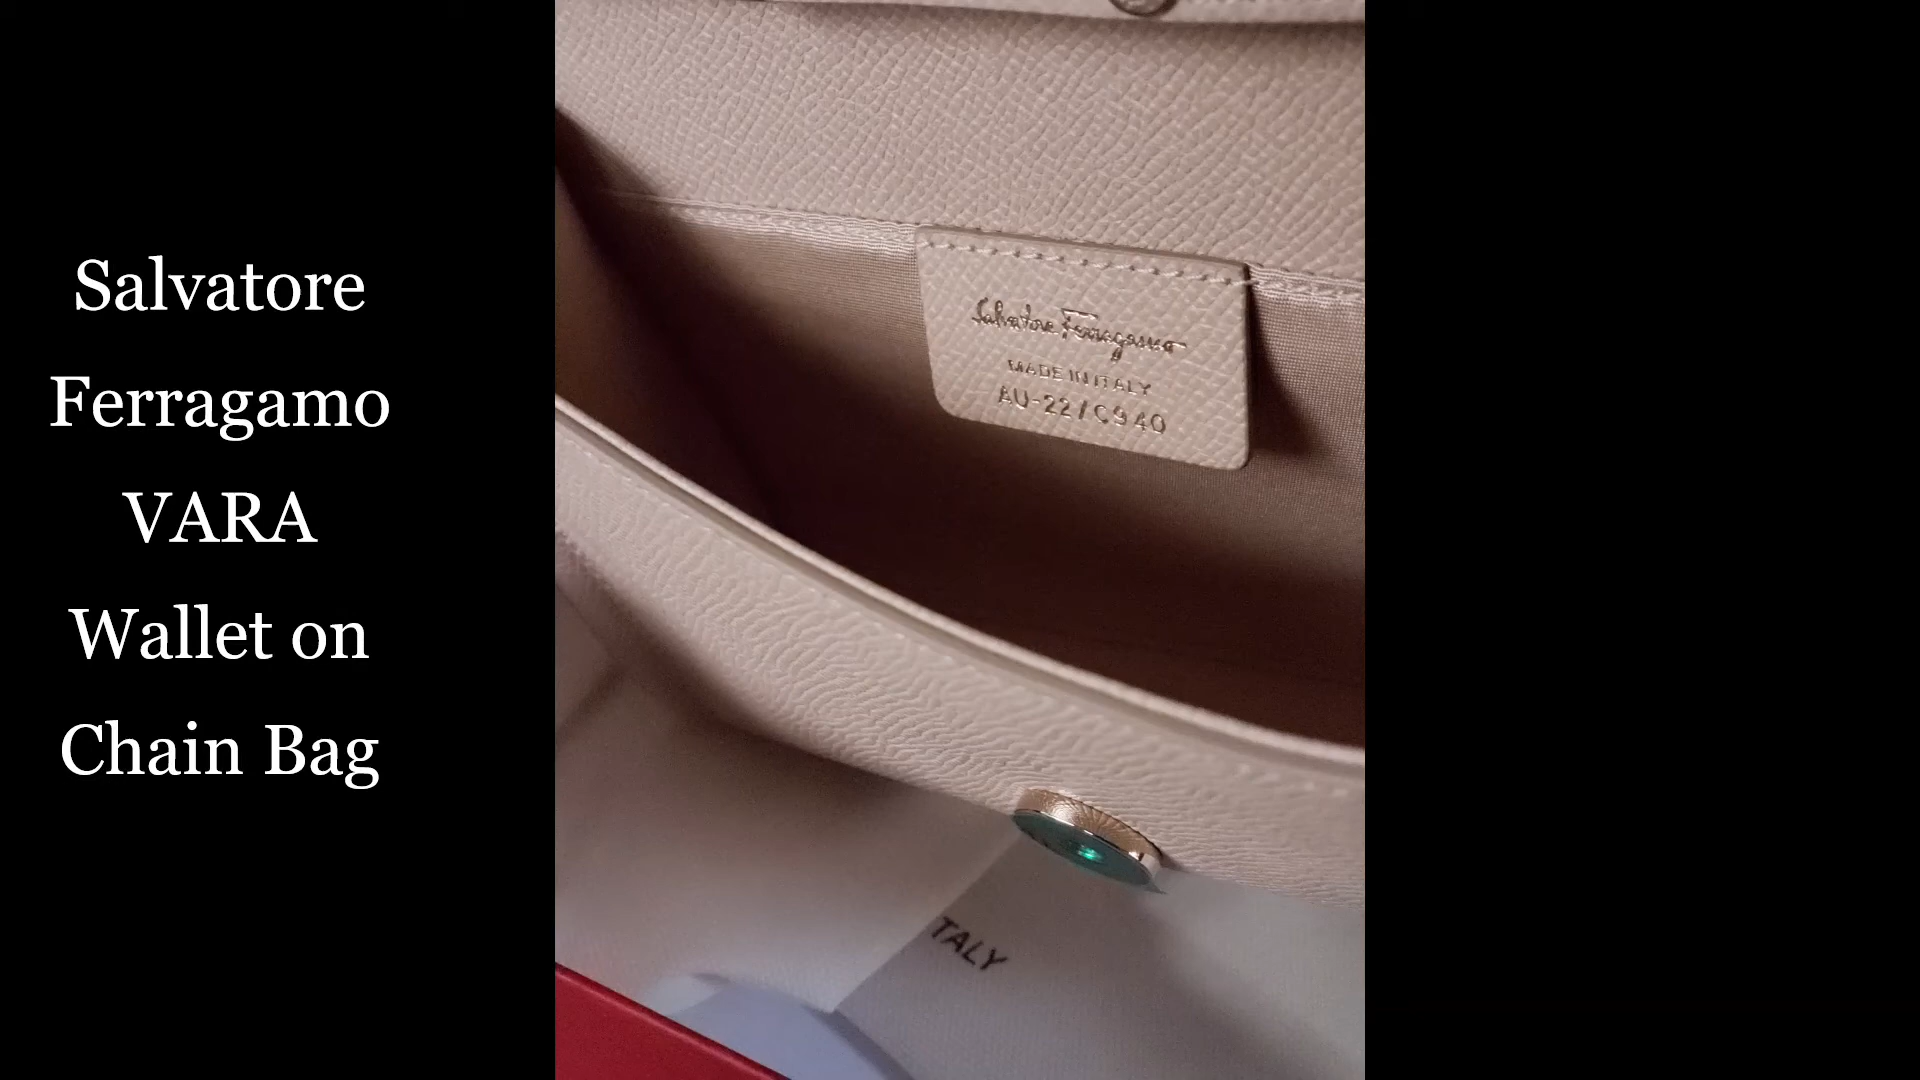 Salvatore
Ferragamo
VARA
Wallet on
Chain Bag
Salvatore Ferragamo
MADE IN ITALY
AU-22/C940
TALY